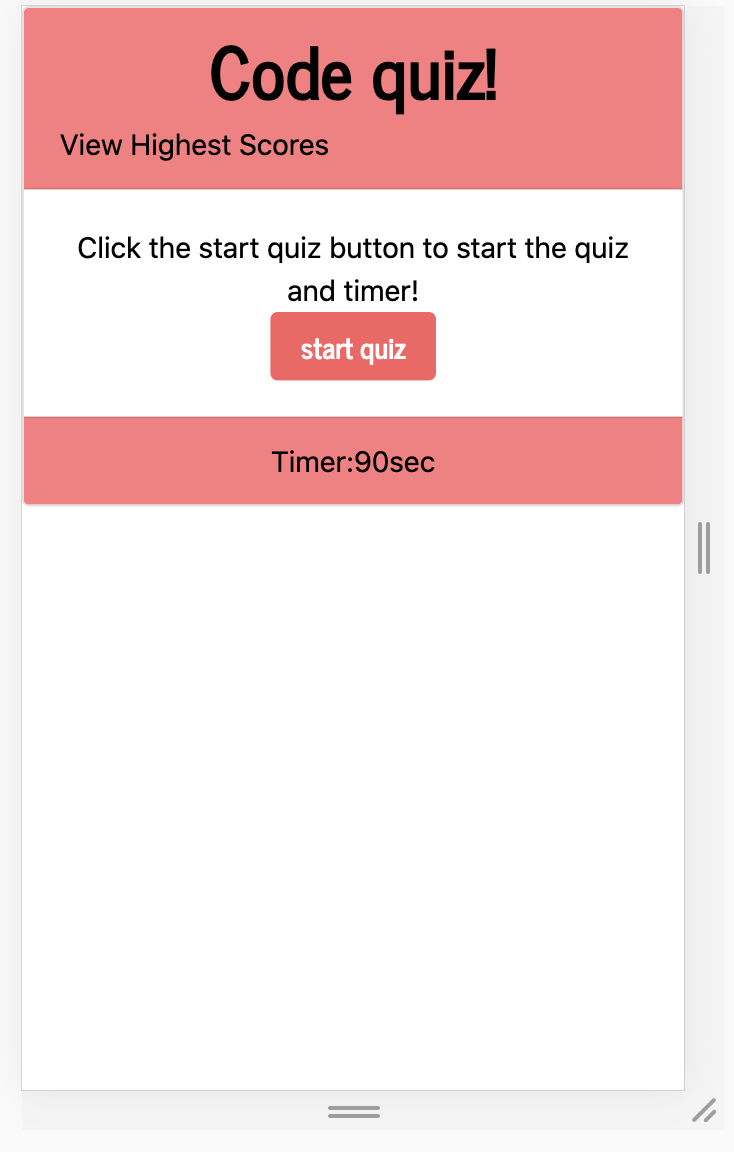 Code quiz!
View Highest Scores
Click the start quiz button to start the quiz
and timer!
start quiz
Timer:90sec